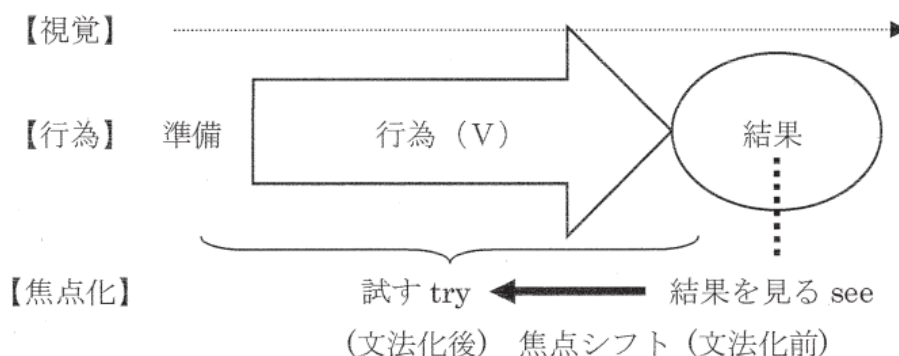 【視覚】
【行為】 準備 行為（V） 結果
【焦点化】 試す try 結果を見る see
(文法化後) 焦点シフト (文法化前)